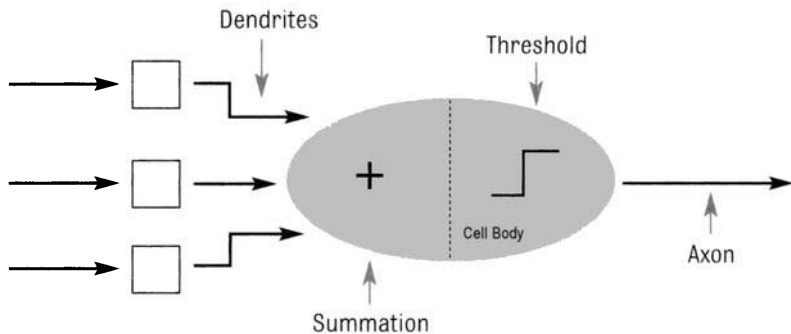 Dendrites
Threshold
+
Cell Body
Axon
Summation